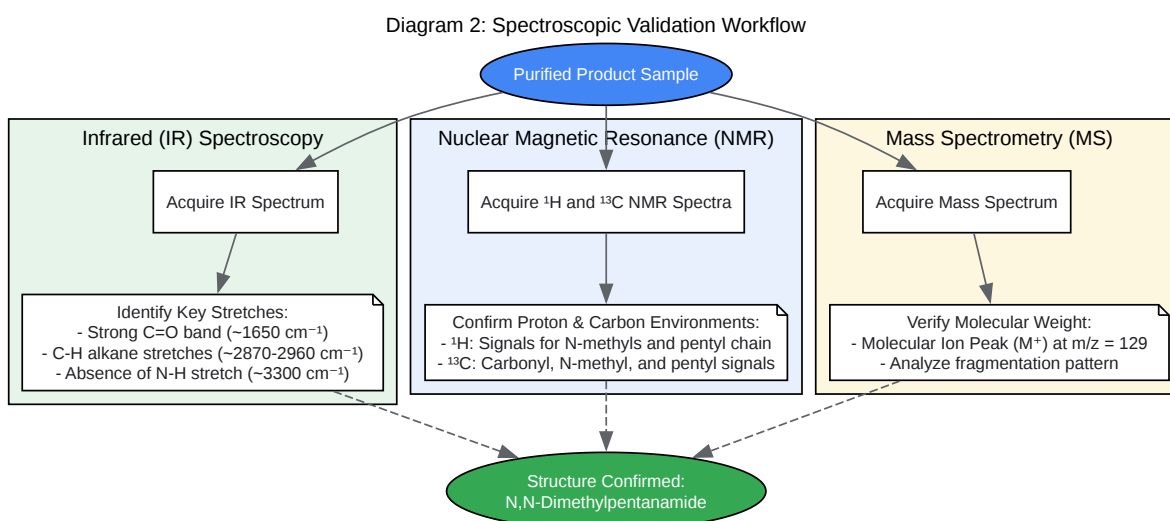 Diagram 2: Spectroscopic Validation Workflow
Purified Product Sample
Infrared (IR) Spectroscopy
Acquire IR Spectrum
Identify Key Stretches:
- Strong C=O band (~1650 cm⁻¹)
- C-H alkane stretches (~2870-2960 cm⁻¹)
- Absence of N-H stretch (~3300 cm⁻¹)
Nuclear Magnetic Resonance (NMR)
Acquire ¹H and ¹³C NMR Spectra
Confirm Proton & Carbon Environments:
- ¹H: Signals for N-methyls and pentyl chain
- ¹³C: Carbonyl, N-methyl, and pentyl signals
Mass Spectrometry (MS)
Acquire Mass Spectrum
Verify Molecular Weight:
- Molecular Ion Peak (M⁺) at m/z = 129
- Analyze fragmentation pattern
Structure Confirmed:
N,N-Dimethylpentanamide